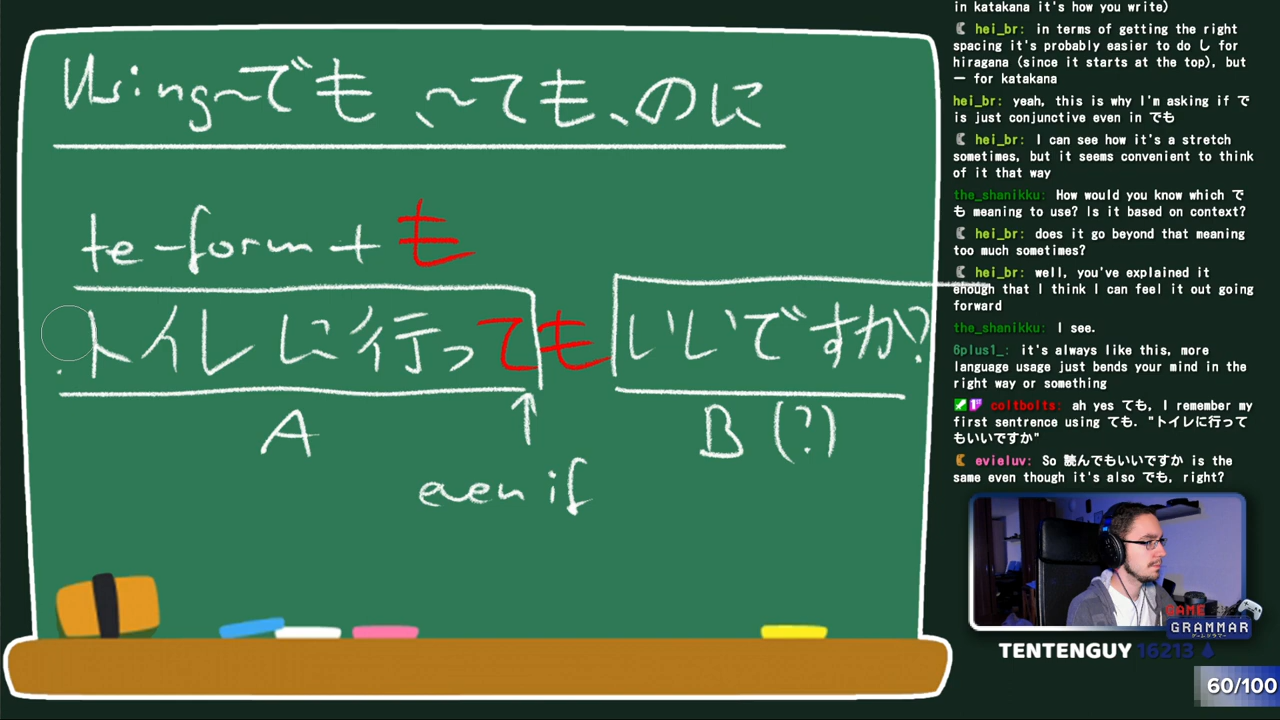 Using～でも、～ても、のに
te-form+も
トイレに行っても いいですか?
A
B (?)
even if
in katakana it's how you write)
hei_br: in terms of getting the right
spacing it's probably easier to do し for
hiragana (since it starts at the top), but
ー for katakana
hei_br: yeah, this is why I'm asking if で
is just conjunctive even in でも
hei_br: I can see how it's a stretch
sometimes, but it seems convenient to think
of it that way
the_shanikku: How would you know which で
も meaning to use? Is it based on context?
hei_br: does it go beyond that meaning
too much sometimes?
hei_br: well, you've explained it
enough that I think I can feel it out going
forward
the_shanikku: I see.
6plus1_: it's always like this, more
language usage just bends your mind in the
right way or something
coltbolts: ah yes ても, I remember my
first sentrence using ても. "トイレに行って
もいいですか"
evieluv: So 読んでもいいですか is the
same even though it's also でも, right?
GAME
GRAMMAR
ゲームグラマー
TENTENGUY 16213
60/100